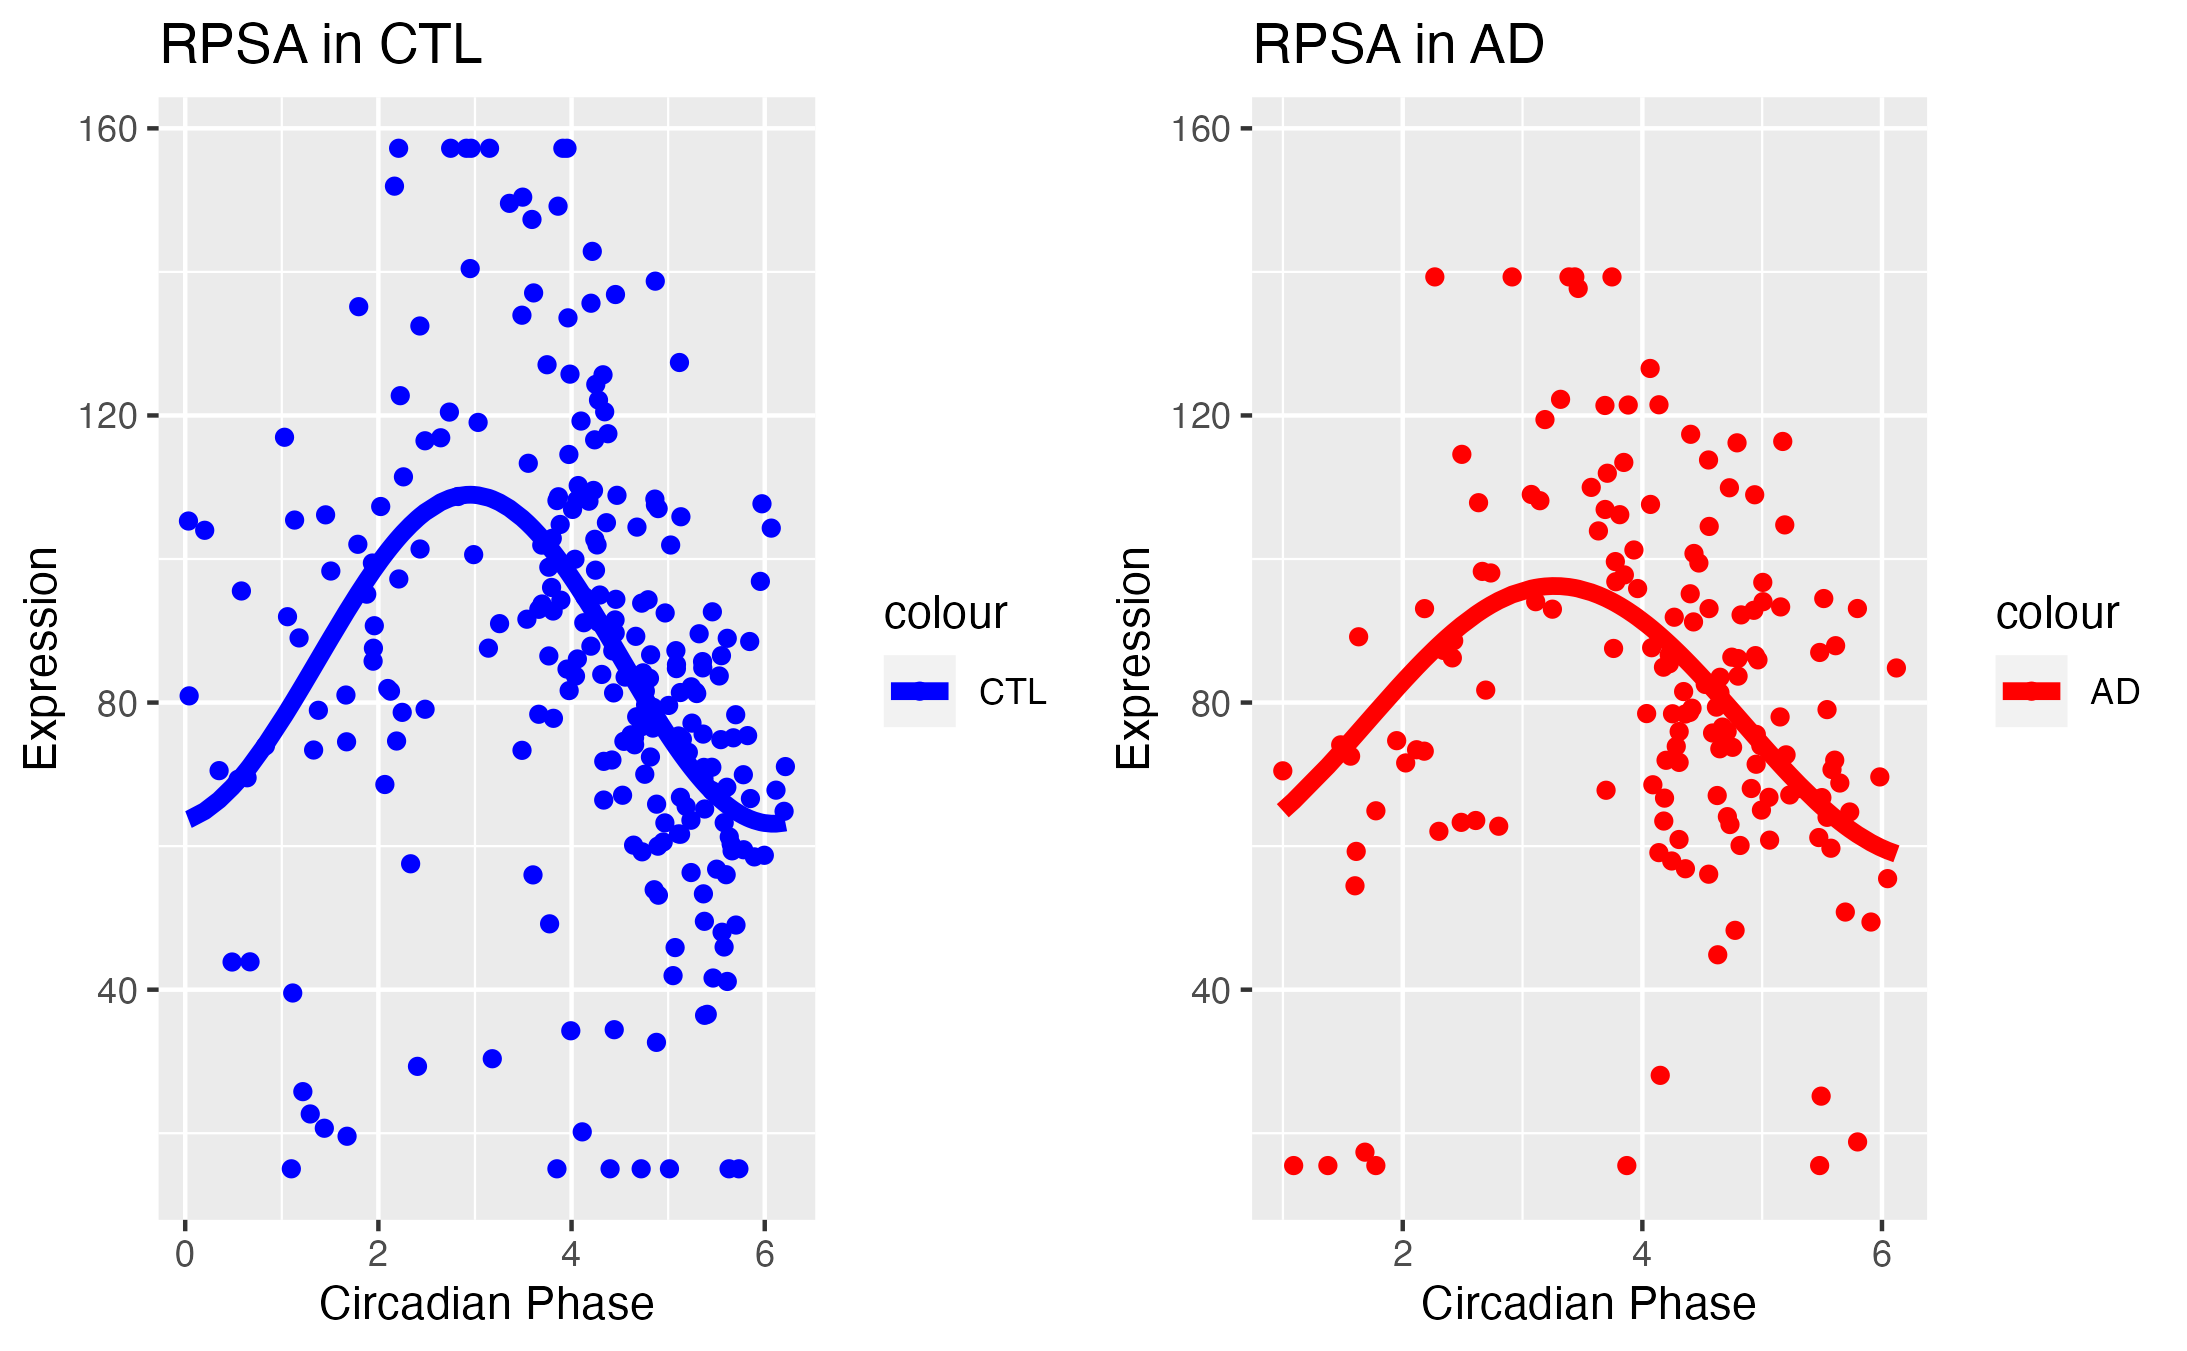 RPSA in CTL
160
120
80
40
Expression
0 2 4 6
Circadian Phase
colour
CTL
RPSA in AD
160
120
80
40
Expression
2 4 6
Circadian Phase
colour
AD